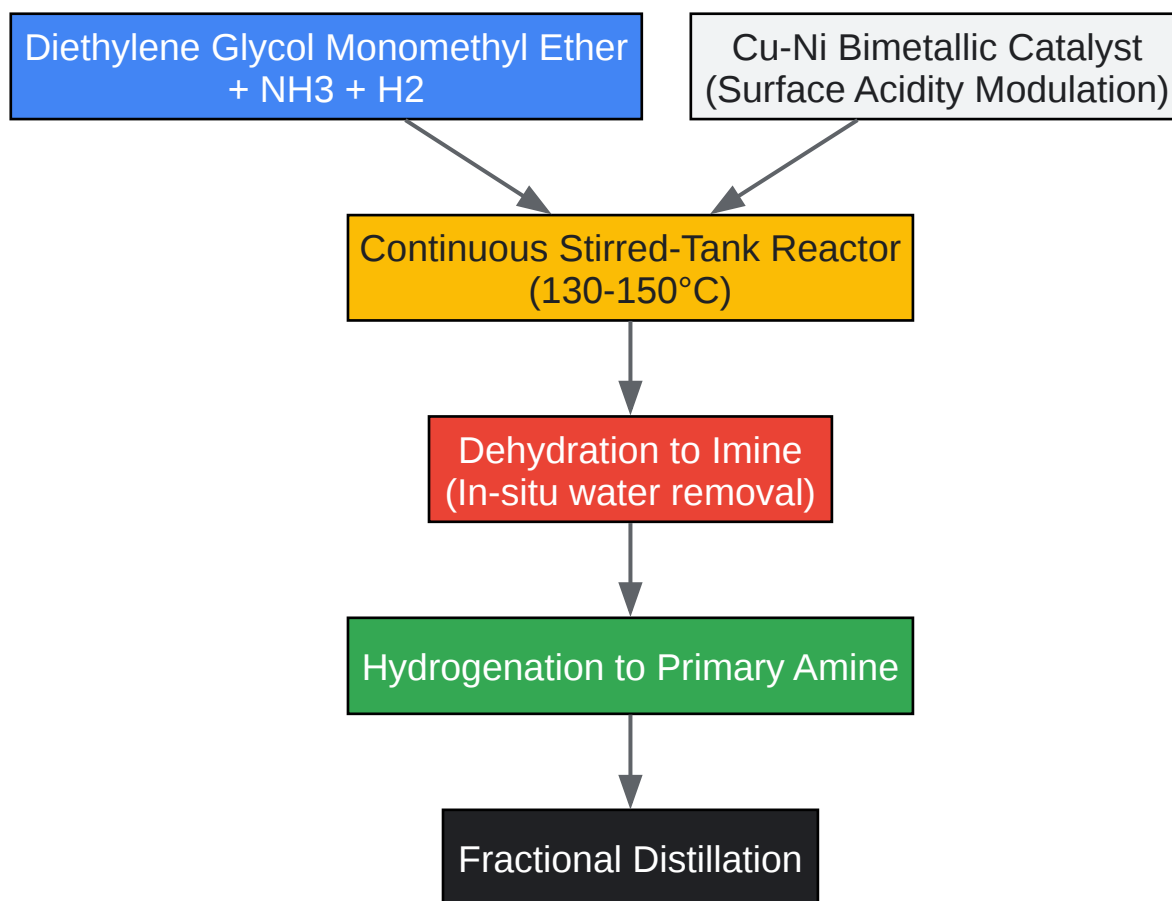 Diethylene Glycol Monomethyl Ether
+ NH3 + H2
Cu-Ni Bimetallic Catalyst
(Surface Acidity Modulation)
Continuous Stirred-Tank Reactor
(130-150°C)
Dehydration to Imine
(In-situ water removal)
Hydrogenation to Primary Amine
Fractional Distillation